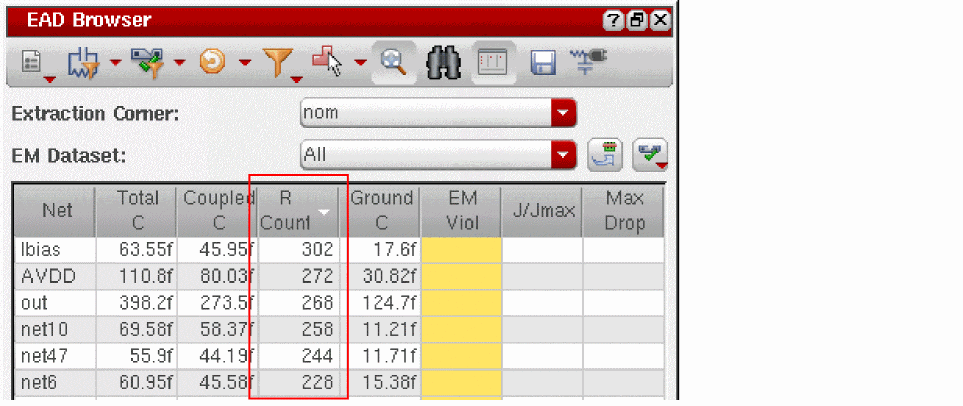 EAD Browser
Extraction Corner: nom
EM Dataset: All
Net Total C Coupled C R Count Ground C EM Viol J/Jmax Max Drop
Ibias 63.55f 45.95f 302 17.6f
AVDD 110.8f 80.03f 272 30.82f
out 398.2f 273.5f 268 124.7f
net10 69.58f 58.37f 258 11.21f
net47 55.9f 44.19f 244 11.71f
net6 60.95f 45.58f 228 15.38f